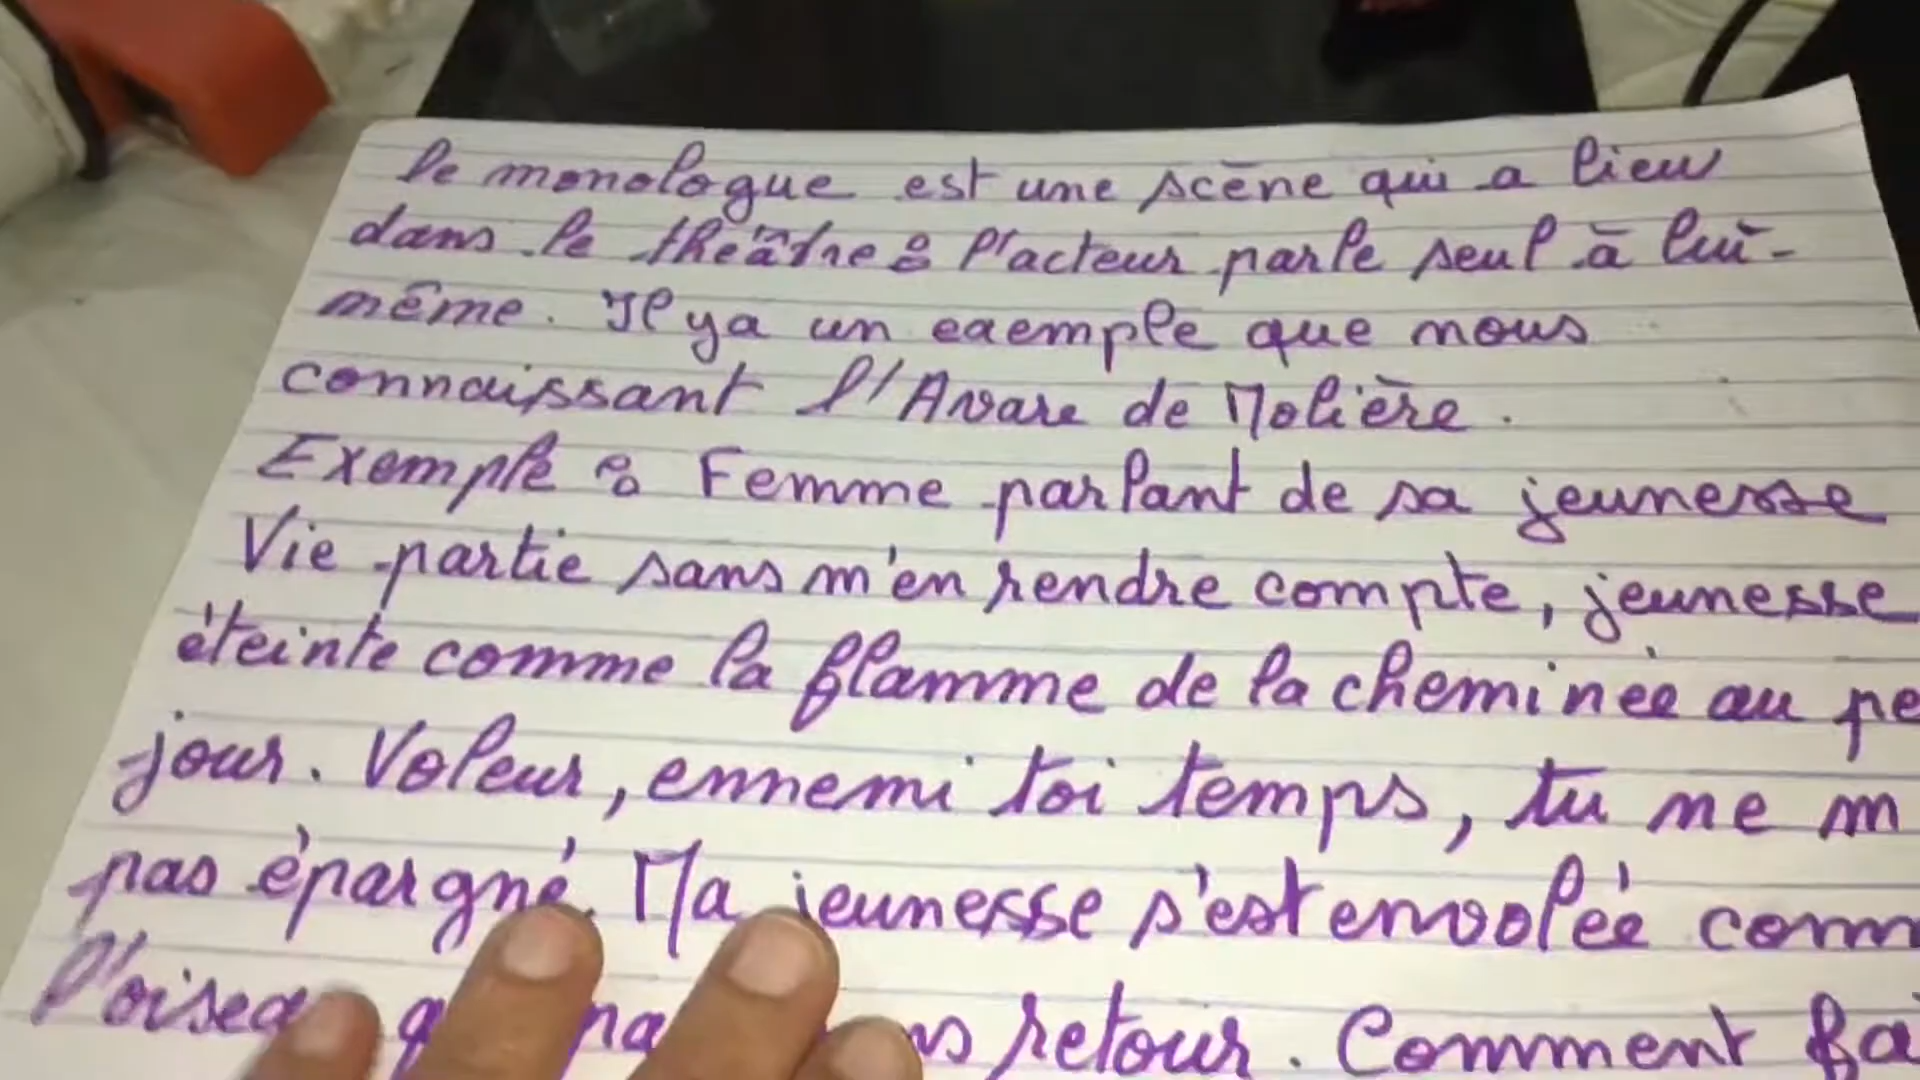 le monologue est une scène qui a lieu
dans le théâtre : l'acteur parle seul à lui-
même. Il y a un exemple que nous
connaissant l'Avare de Molière.
Exemple : Femme parlant de sa jeunesse
Vie partie sans m'en rendre compte, jeunesse
éteinte comme la flamme de la cheminée au
jour. Voleur, ennemi toi temps, tu ne
pas épargné. Ma jeunesse s'est envolée
retour. Comment